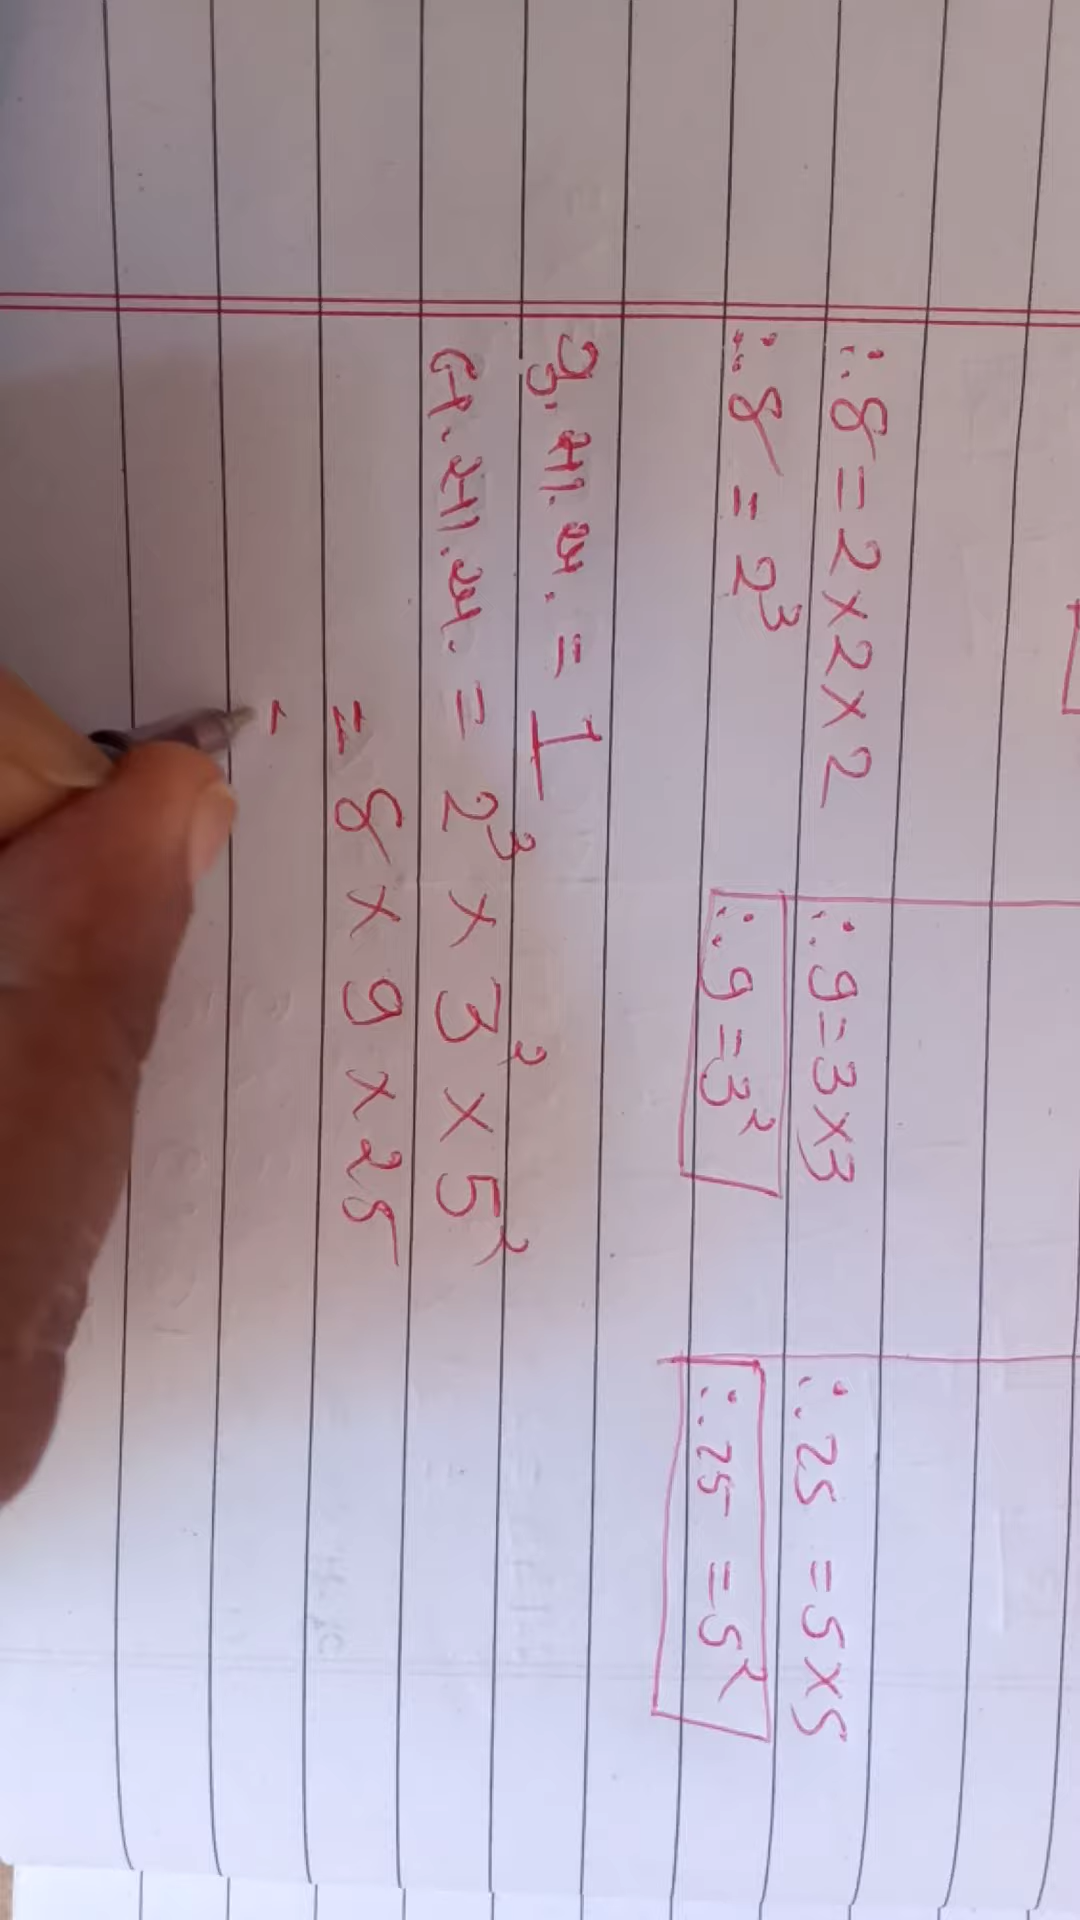 ∴ 8 = 2 × 2 × 2 ∴ 9 = 3 × 3 ∴ 25 = 5 × 5
∴ 8 = 2³ ∴ 9 = 3² ∴ 25 = 5²
ગુ. સા. અ. = 1
લ. સા. અ. = 2³ × 3² × 5²
= 8 × 9 × 25
=